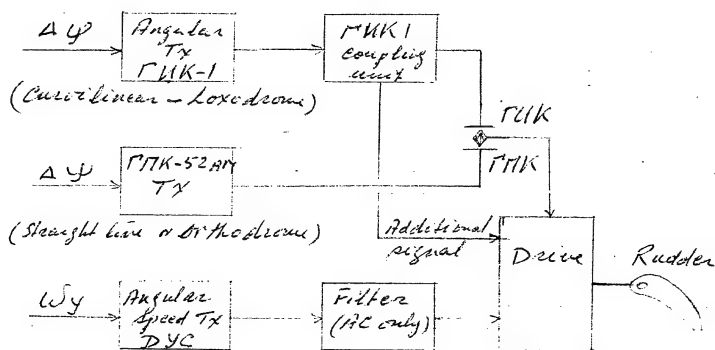 Δψ
Angular
Tx
ГИК-1
ГИК1
coupling
unit
(Curvilinear – Loxodrome)
ГИК
ГПК
Δψ
ГПК-52АП
Tx
(Straight line or Orthodrome)
Additional
signal
Drive
Rudder
ωy
Angular
Speed Tx
ДУС
Filter
(AC only)